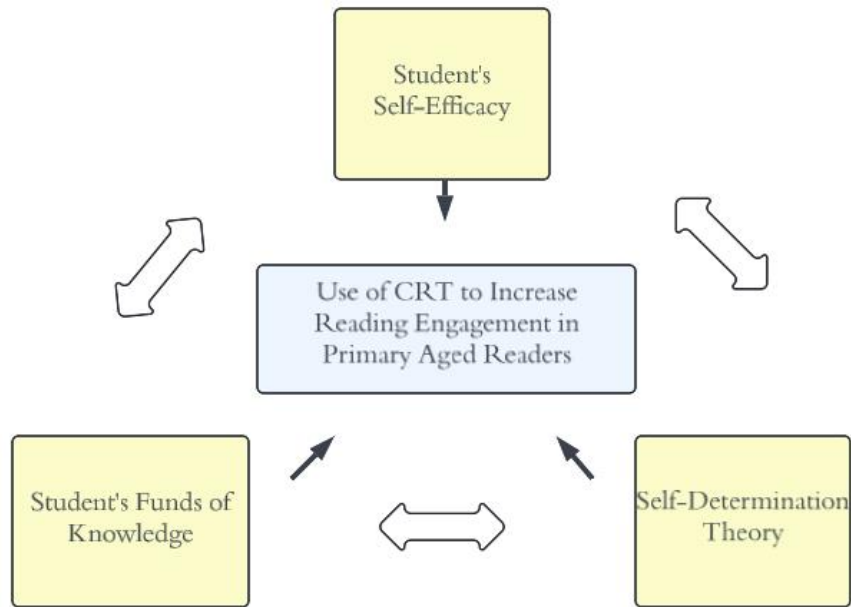 Student's
Self-Efficacy
Use of CRT to Increase
Reading Engagement in
Primary Aged Readers
Student's Funds of
Knowledge
Self-Determination
Theory